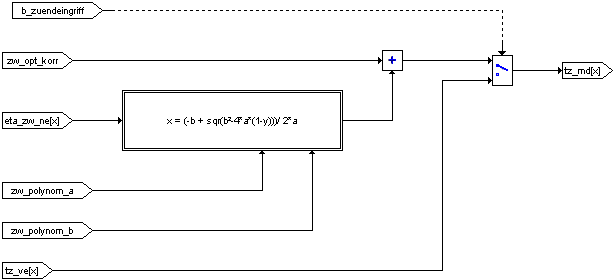 b_zuendeingriff
zw_opt_korr
+
tz_md[x]
eta_zw_ne[x]
x = (-b + sqr(b²-4*a*(1-y)))/ 2*a
zw_polynom_a
zw_polynom_b
tz_ve[x]